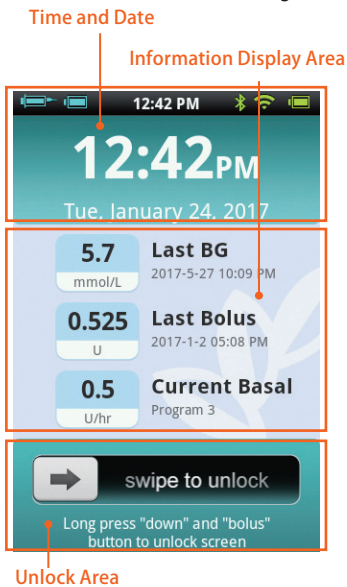 Time and Date
Information Display Area
12:42 PM
12:42PM
Tue, January 24, 2017
5.7
mmol/L
Last BG
2017-5-27 10:09 PM
0.525
U
Last Bolus
2017-1-2 05:08 PM
0.5
U/hr
Current Basal
Program 3
swipe to unlock
Long press "down" and "bolus"
button to unlock screen
Unlock Area